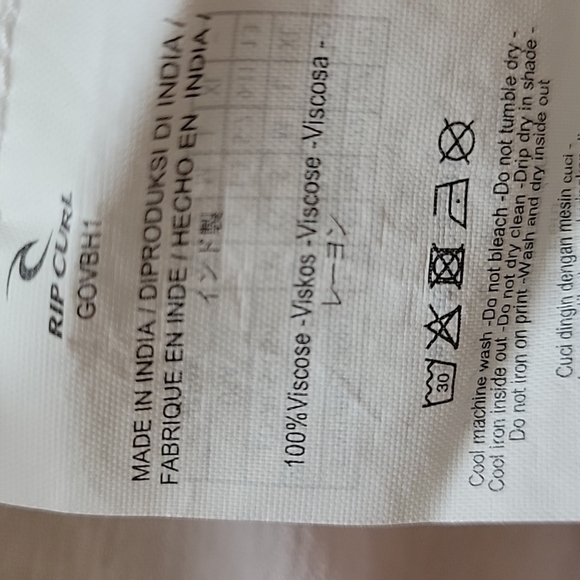 RIP CURL
GOVBH1
MADE IN INDIA / DIPRODUKSI DI INDIA /
FABRIQUE EN INDE / HECHO EN INDIA /
インド製
100%Viscose -Viskos -Viscose -Viscosa -
レーヨン
30
Cool machine wash -Do not bleach -Do not tumble dry -
Cool iron inside out -Do not dry clean -Drip dry in shade -
Do not iron on print -Wash and dry inside out
Cuci dingin dengan mesin cuci -